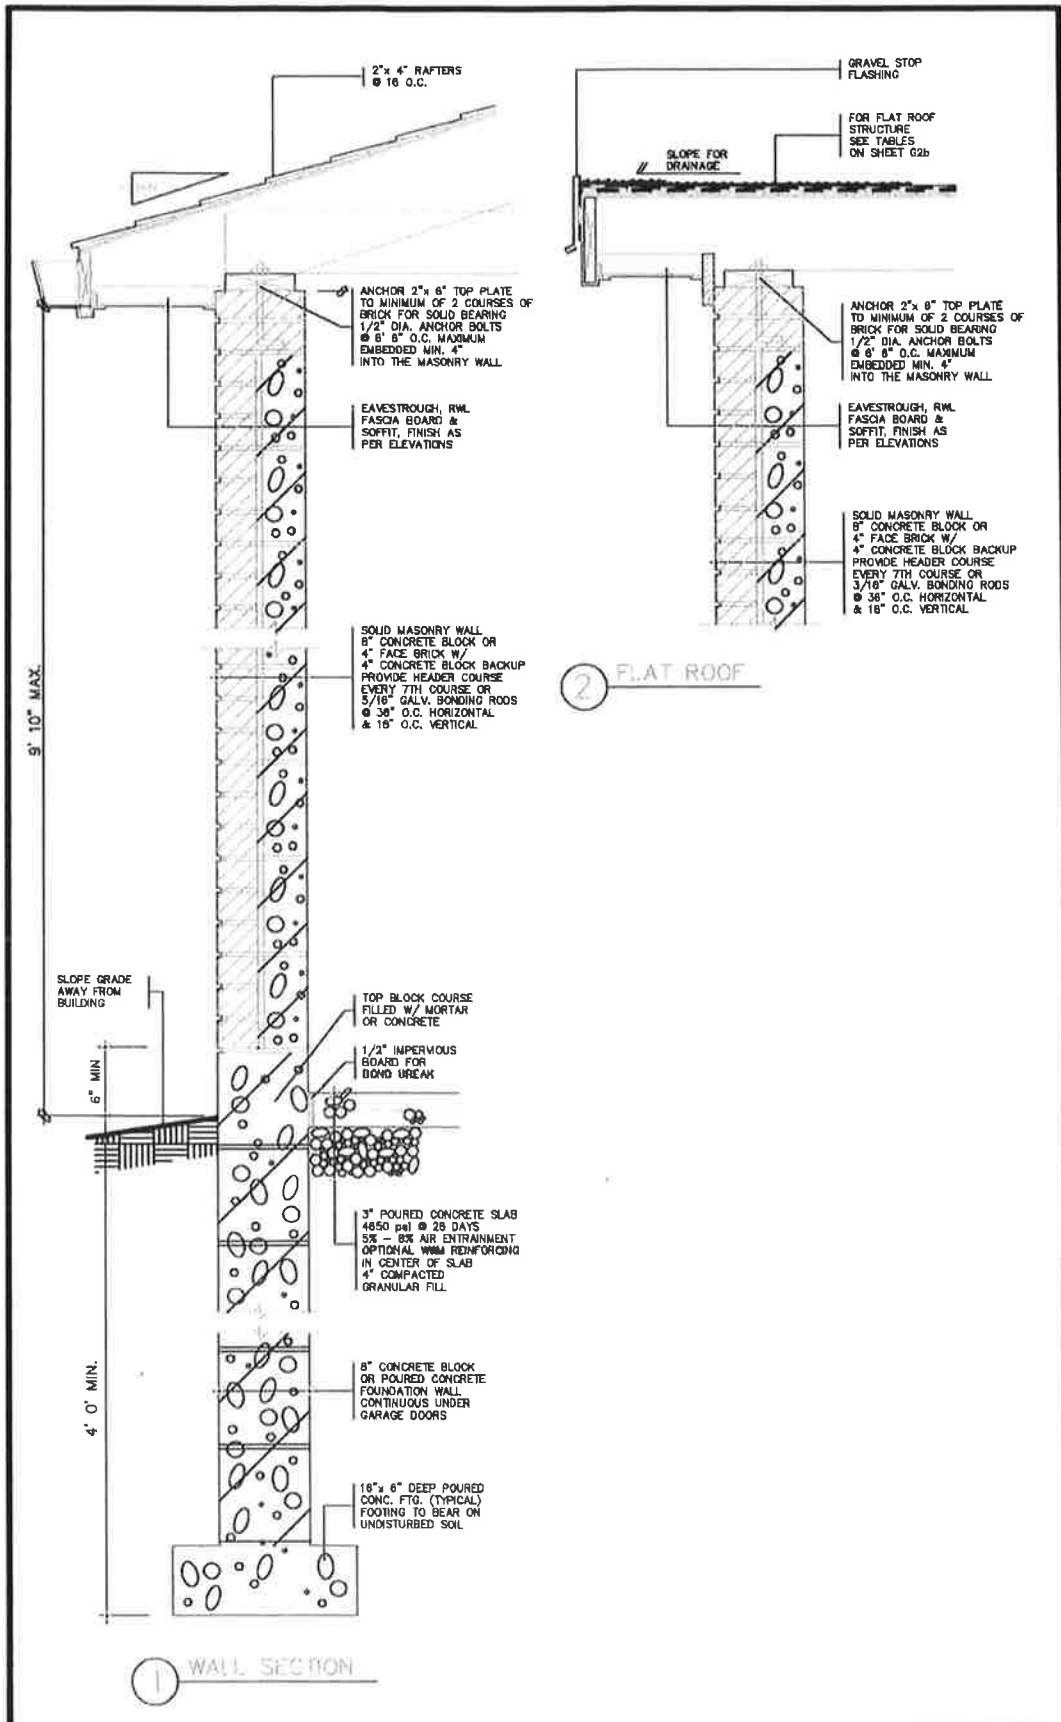 2"x 4" RAFTERS
@ 16 O.C.
ANCHOR 2"x 6" TOP PLATE
TO MINIMUM OF 2 COURSES OF
BRICK FOR SOLID BEARING
1/2" DIA. ANCHOR BOLTS
@ 6' 6" O.C. MAXIMUM
EMBEDDED MIN. 4"
INTO THE MASONRY WALL
EAVESTROUGH, RWL
FASCIA BOARD &
SOFFIT, FINISH AS
PER ELEVATIONS
9' 10" MAX.
SOLID MASONRY WALL
8" CONCRETE BLOCK OR
4" FACE BRICK W/
4" CONCRETE BLOCK BACKUP
PROVIDE HEADER COURSE
EVERY 7TH COURSE OR
3/16" GALV. BONDING RODS
@ 36" O.C. HORIZONTAL
& 18" O.C. VERTICAL
SLOPE GRADE
AWAY FROM
BUILDING
6" MIN
TOP BLOCK COURSE
FILLED W/ MORTAR
OR CONCRETE
1/2" IMPERVIOUS
BOARD FOR
BOND BREAK
3" POURED CONCRETE SLAB
4650 psi @ 28 DAYS
5% - 8% AIR ENTRAINMENT
OPTIONAL WWM REINFORCING
IN CENTER OF SLAB
4" COMPACTED
GRANULAR FILL
4' 0" MIN.
8" CONCRETE BLOCK
OR POURED CONCRETE
FOUNDATION WALL
CONTINUOUS UNDER
GARAGE DOORS
16"x 6" DEEP POURED
CONC. FTG. (TYPICAL)
FOOTING TO BEAR ON
UNDISTURBED SOIL
1 WALL SECTION
GRAVEL STOP
FLASHING
FOR FLAT ROOF
STRUCTURE
SEE TABLES
ON SHEET G2b
SLOPE FOR
DRAINAGE
ANCHOR 2"x 6" TOP PLATE
TO MINIMUM OF 2 COURSES OF
BRICK FOR SOLID BEARING
1/2" DIA. ANCHOR BOLTS
@ 6' 6" O.C. MAXIMUM
EMBEDDED MIN. 4"
INTO THE MASONRY WALL
EAVESTROUGH, RWL
FASCIA BOARD &
SOFFIT, FINISH AS
PER ELEVATIONS
SOLID MASONRY WALL
8" CONCRETE BLOCK OR
4" FACE BRICK W/
4" CONCRETE BLOCK BACKUP
PROVIDE HEADER COURSE
EVERY 7TH COURSE OR
3/16" GALV. BONDING RODS
@ 36" O.C. HORIZONTAL
& 18" O.C. VERTICAL
2 FLAT ROOF